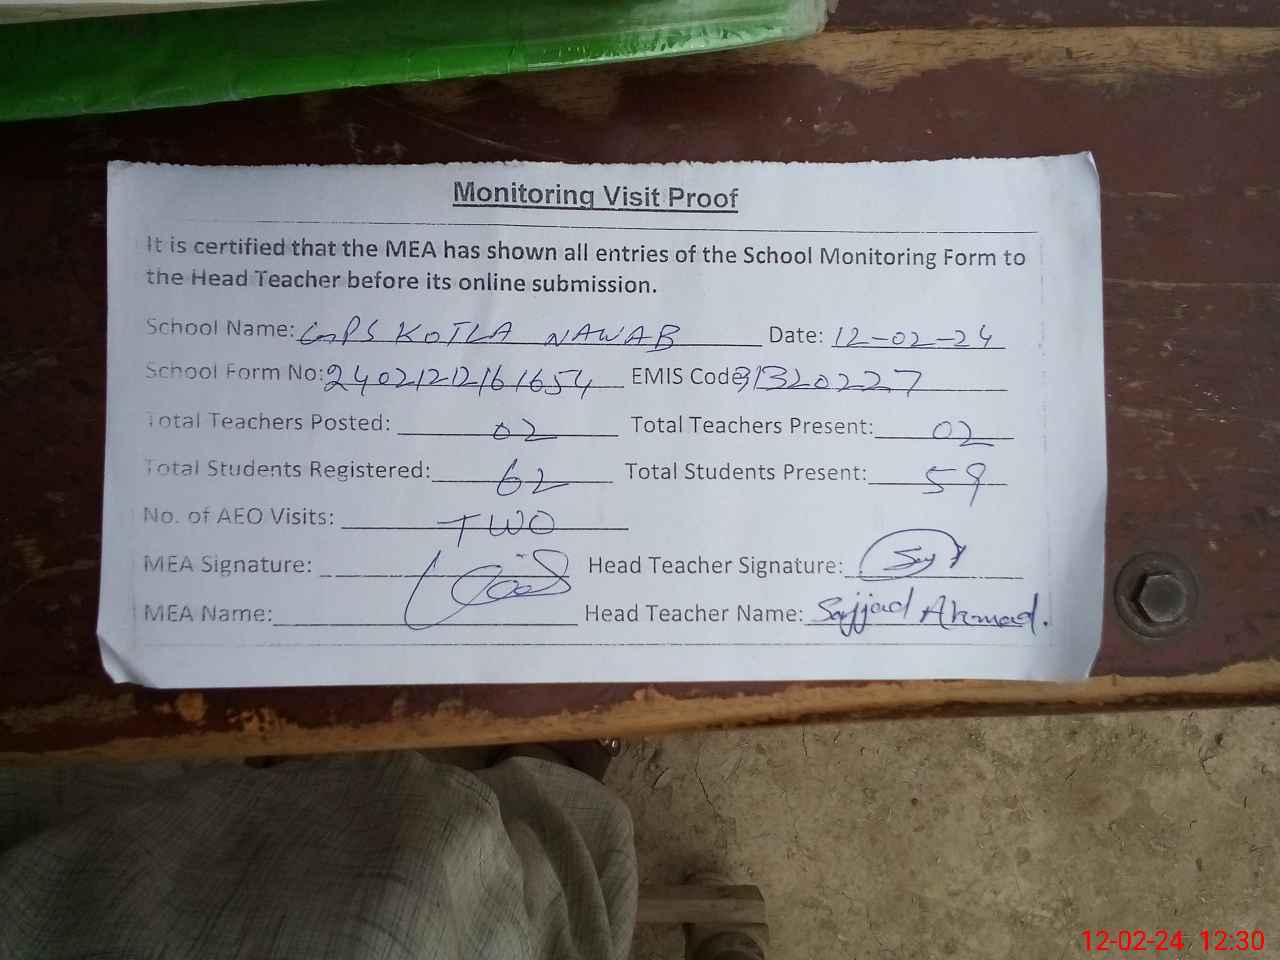 Monitoring Visit Proof
It is certified that the MEA has shown all entries of the School Monitoring Form to
the Head Teacher before its online submission.
School Name: GPS KOTLA NAWAB Date: 12-02-24
School Form No: 24021212161654 EMIS Code 31320227
Total Teachers Posted: 02 Total Teachers Present: 02
Total Students Registered: 62 Total Students Present: 59
No. of AEO Visits: TWO
MEA Signature: Head Teacher Signature:
MEA Name: Head Teacher Name: Sajjad Ahmad.
12-02-24 12:30